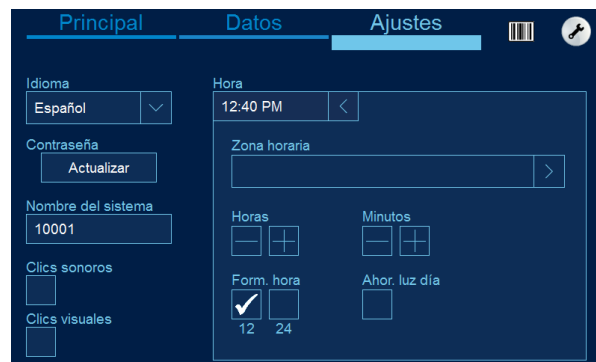 Principal
Datos
Ajustes
Idioma
Español
Contraseña
Actualizar
Nombre del sistema
10001
Clics sonoros
Clics visuales
Hora
12:40 PM
Zona horaria
Horas
Minutos
Form. hora
12 24
Ahor. luz día